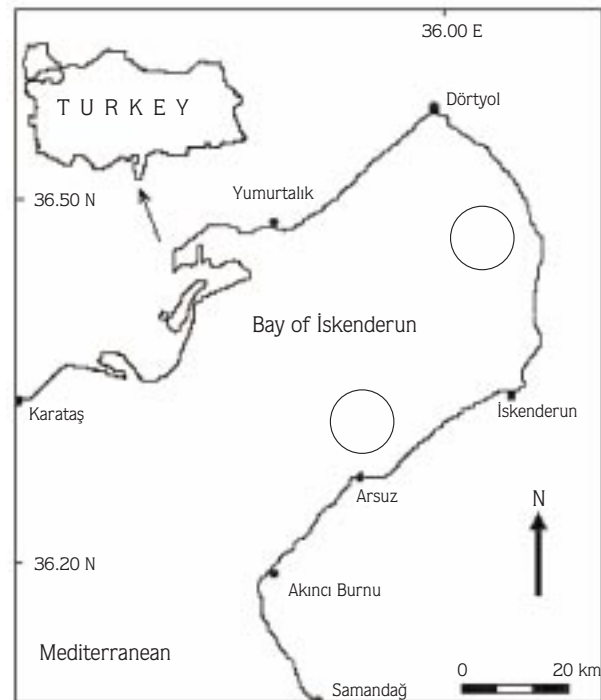 36.00 E
TURKEY
Dörtyol
36.50 N
Yumurtalık
Bay of İskenderun
Karataş
İskenderun
Arsuz
N
36.20 N
Akıncı Burnu
Mediterranean
0 20 km
Samandağ